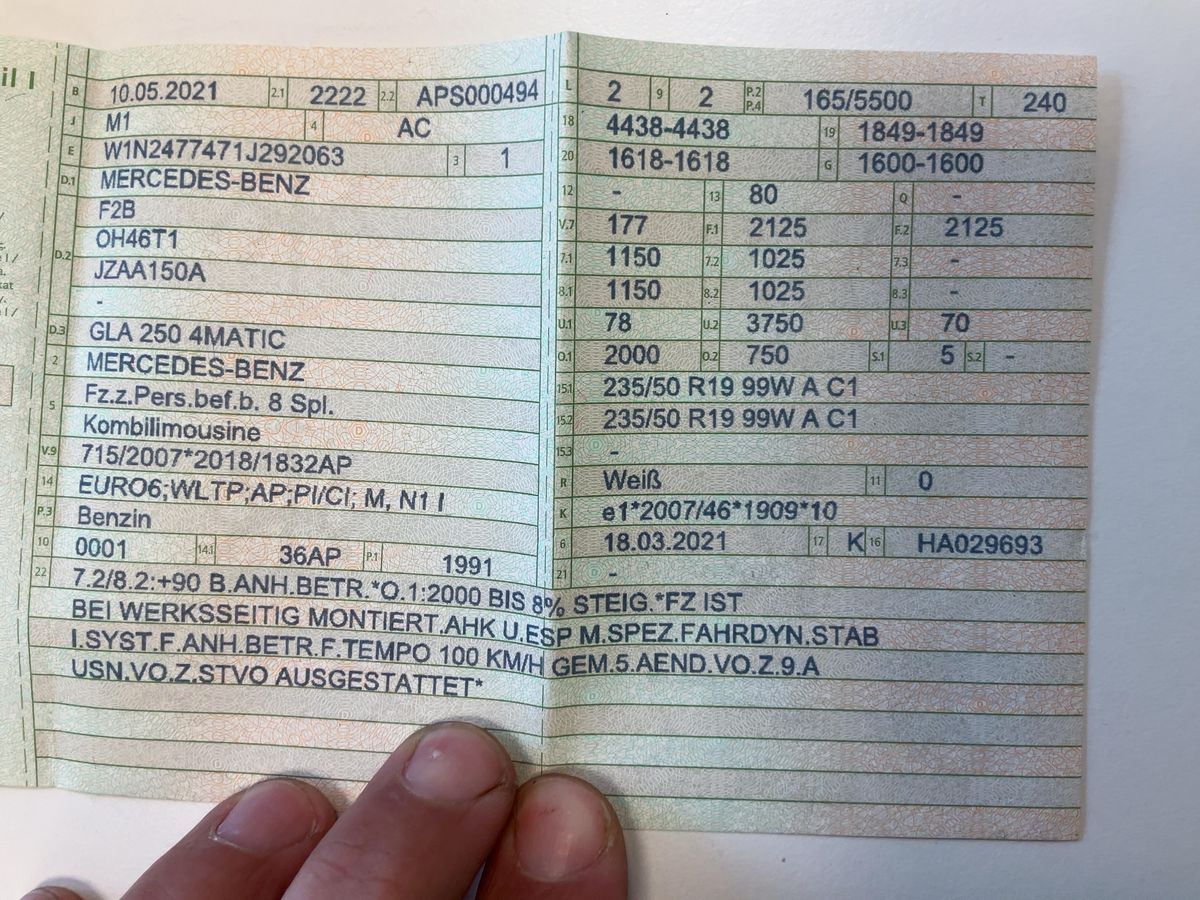 il I
B 10.05.2021 2.1 2222 2.2 APS000494
J M1 4 AC
E W1N2477471J292063 3 1
D.1 MERCEDES-BENZ
F2B
D.2 OH46T1
JZAA150A
-
D.3 GLA 250 4MATIC
2 MERCEDES-BENZ
5 Fz.z.Pers.bef.b. 8 Spl.
Kombilimousine
V.9 715/2007*2018/1832AP
14 EURO6;WLTP;AP;PI/CI; M, N1 I
P.3 Benzin
10 0001 14.1 36AP P.1 1991
L 2 9 2 P.2 P.4 165/5500 T 240
18 4438-4438 19 1849-1849
20 1618-1618 G 1600-1600
12 - 13 80 Q -
V.7 177 F.1 2125 F.2 2125
7.1 1150 7.2 1025 7.3 -
8.1 1150 8.2 1025 8.3 -
U.1 78 U.2 3750 U.3 70
O.1 2000 O.2 750 S.1 5 S.2 -
15.1 235/50 R19 99W A C1
15.2 235/50 R19 99W A C1
15.3 -
R Weiß 11 0
K e1*2007/46*1909*10
6 18.03.2021 17 K 16 HA029693
21 -
22 7.2/8.2:+90 B.ANH.BETR.*O.1:2000 BIS 8% STEIG.*FZ IST
BEI WERKSSEITIG MONTIERT.AHK U.ESP M.SPEZ.FAHRDYN.STAB
I.SYST.F.ANH.BETR.F.TEMPO 100 KM/H GEM.5.AEND.VO.Z.9.A
USN.VO.Z.STVO AUSGESTATTET*